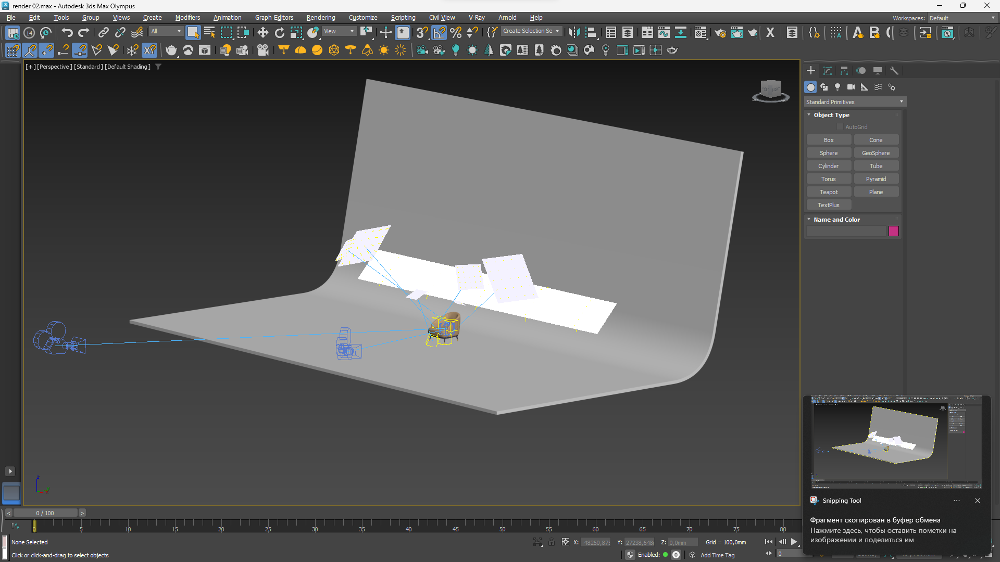 render 02.max - Autodesk 3ds Max Olympus
File Edit Tools Group Views Create Modifiers Animation Graph Editors Rendering Customize Scripting Civil View V-Ray Arnold Help
Workspaces: Default
14
All
View
Create Selection Se
[+] [Perspective] [Standard] [Default Shading]
Standard Primitives
Object Type
AutoGrid
Box Cone
Sphere GeoSphere
Cylinder Tube
Torus Pyramid
Teapot Plane
TextPlus
Name and Color
z
Snipping Tool
Фрагмент скопирован в буфер обмена
Нажмите здесь, чтобы оставить пометки на
изображении и поделиться им
< 0 / 100 >
0 5 10 15 20 25 30 35 40 45 50 55 60 65 70 75 80
None Selected
X: -48250,875 Y: 27238,648 Z: 0,0mm Grid = 100,0mm
Click or click-and-drag to select objects
Enabled: 0 Add Time Tag
0